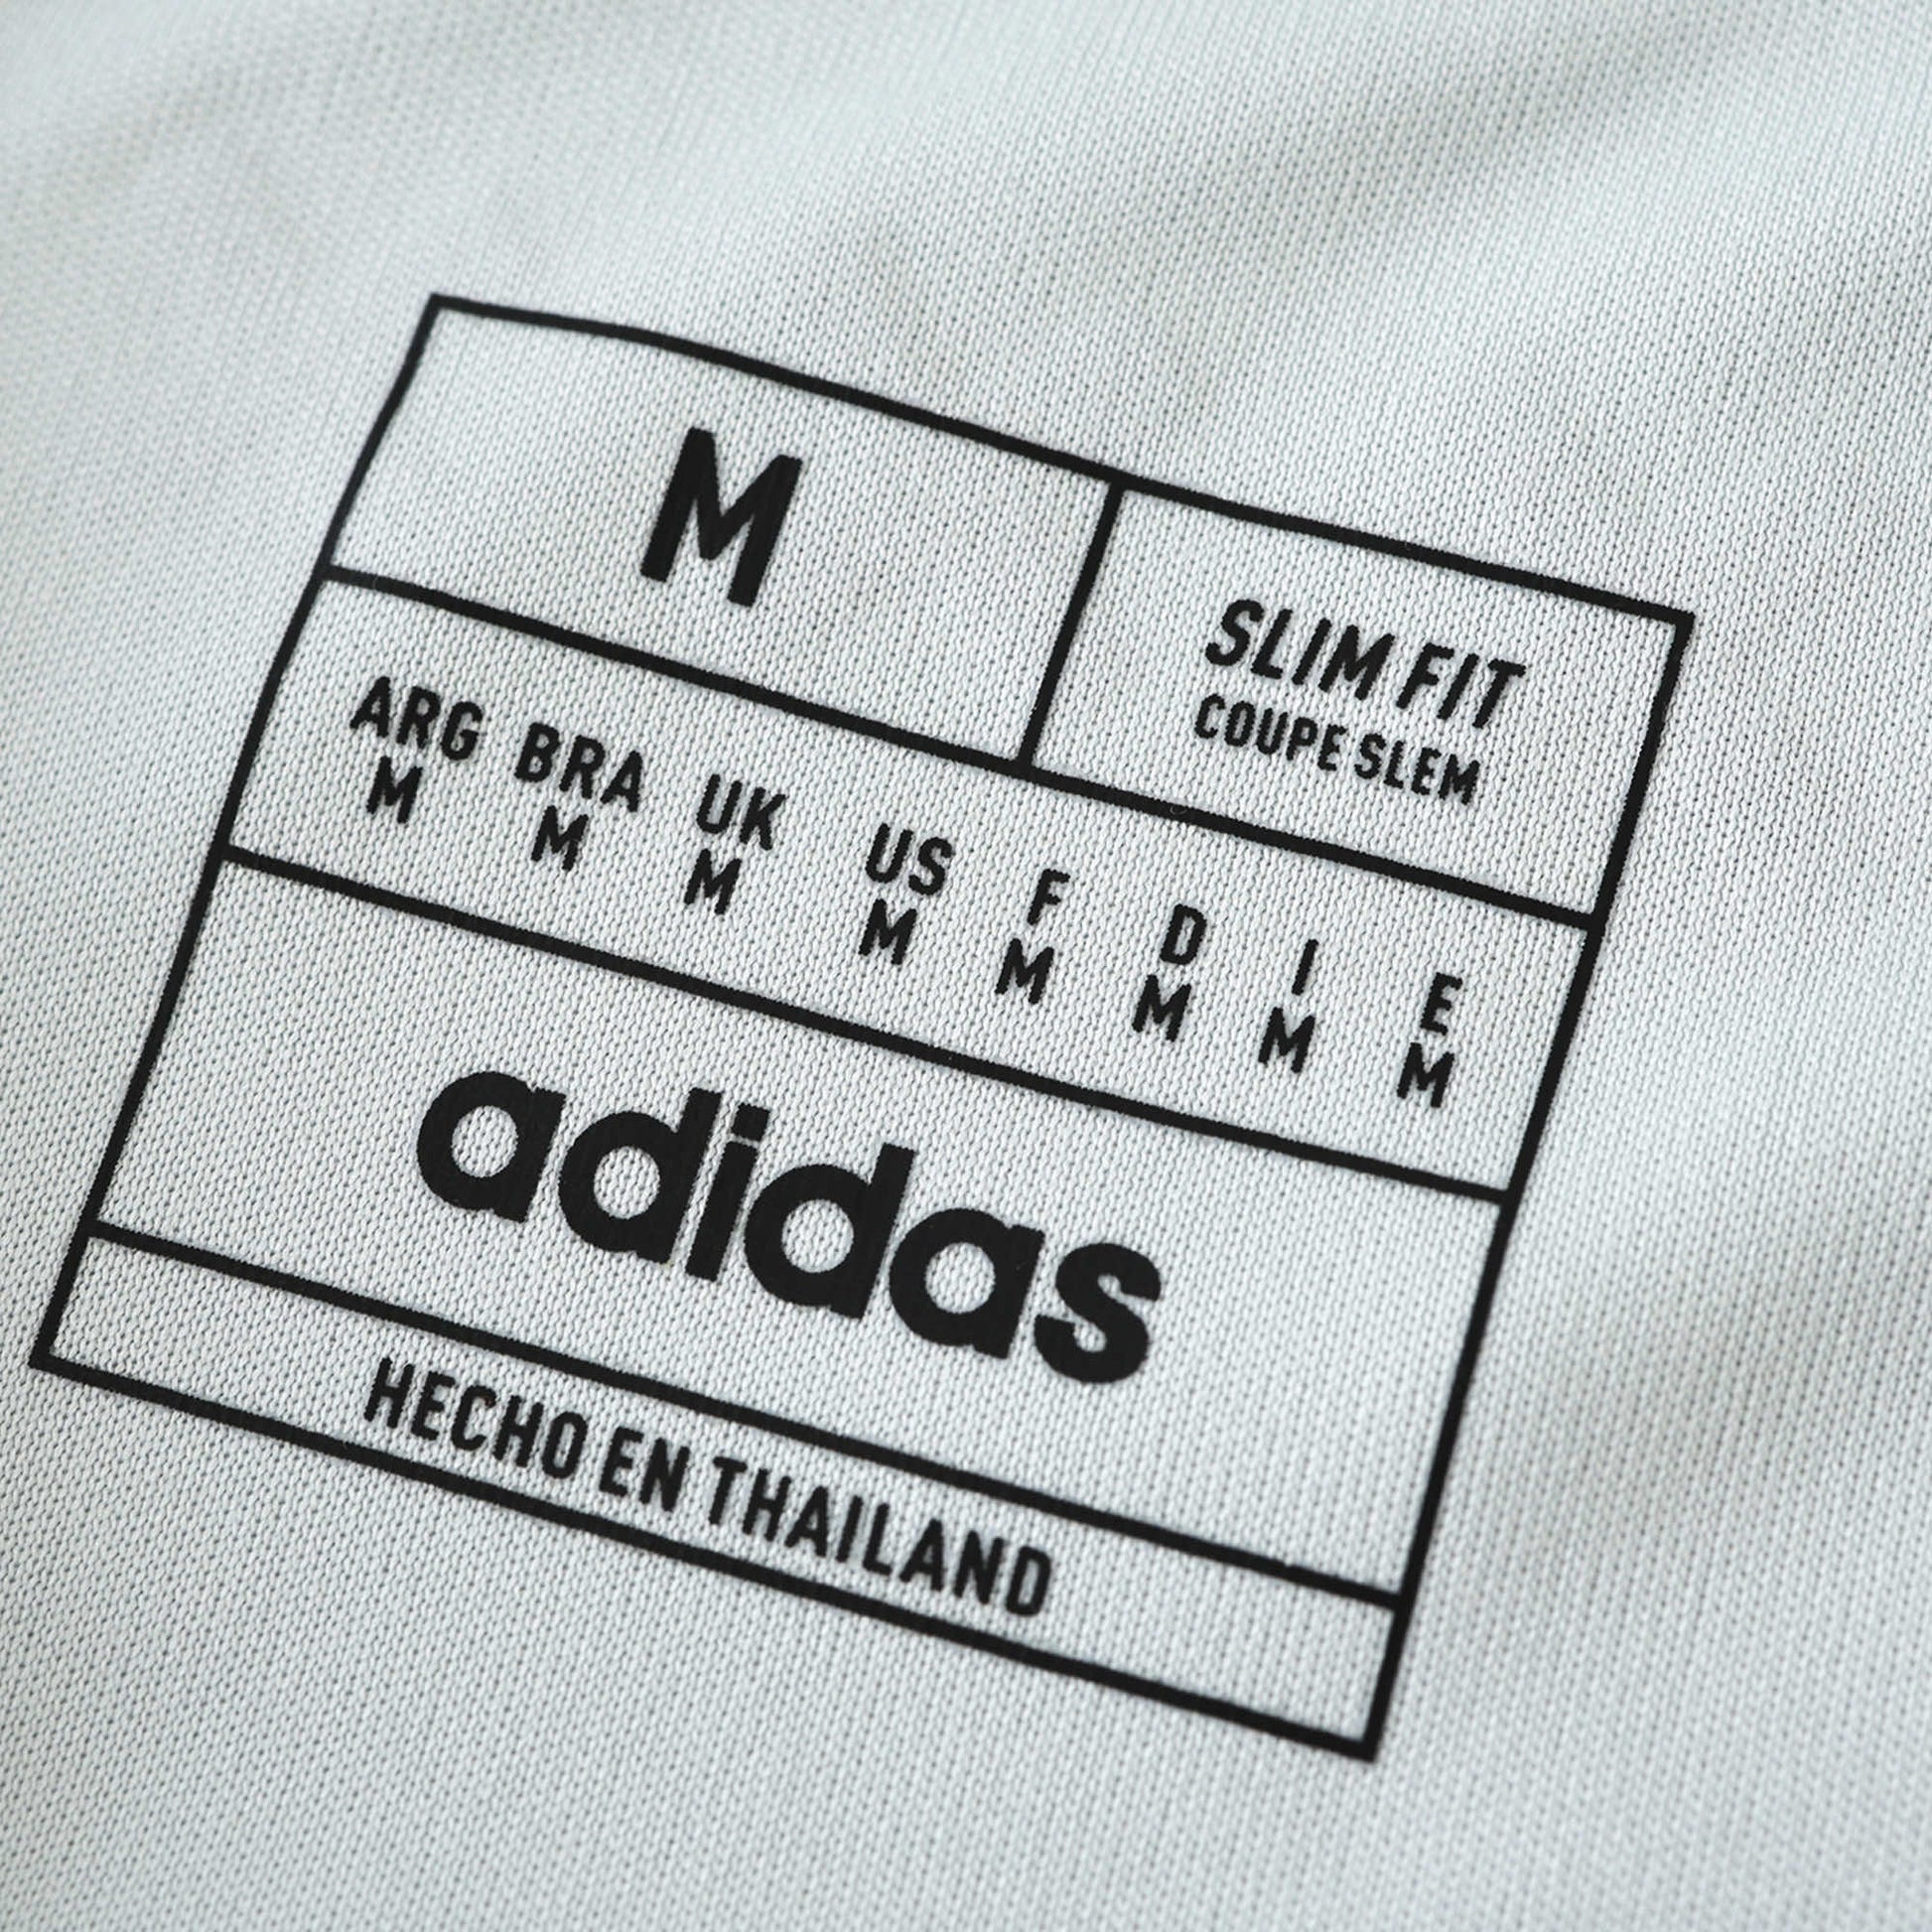 M
SLIM FIT
COUPE SLEM
ARG BRA UK US F D I E
M M M M M M M M
adidas
HECHO EN THAILAND